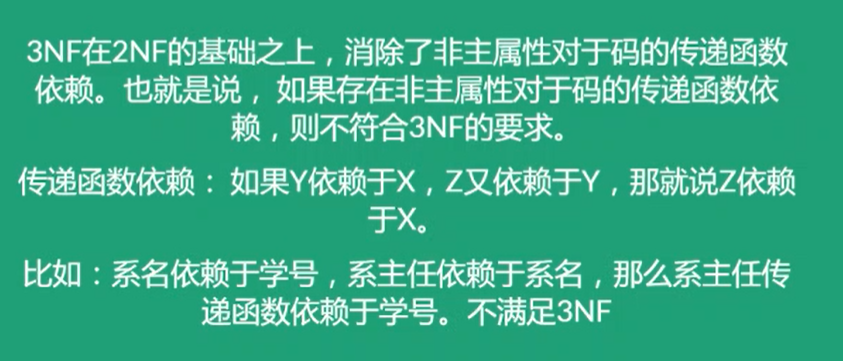 3NF在2NF的基础之上，消除了非主属性对于码的传递函数
依赖。也就是说， 如果存在非主属性对于码的传递函数依
赖，则不符合3NF的要求。
传递函数依赖： 如果Y依赖于X，Z又依赖于Y，那就说Z依赖
于X。
比如：系名依赖于学号，系主任依赖于系名，那么系主任传
递函数依赖于学号。不满足3NF